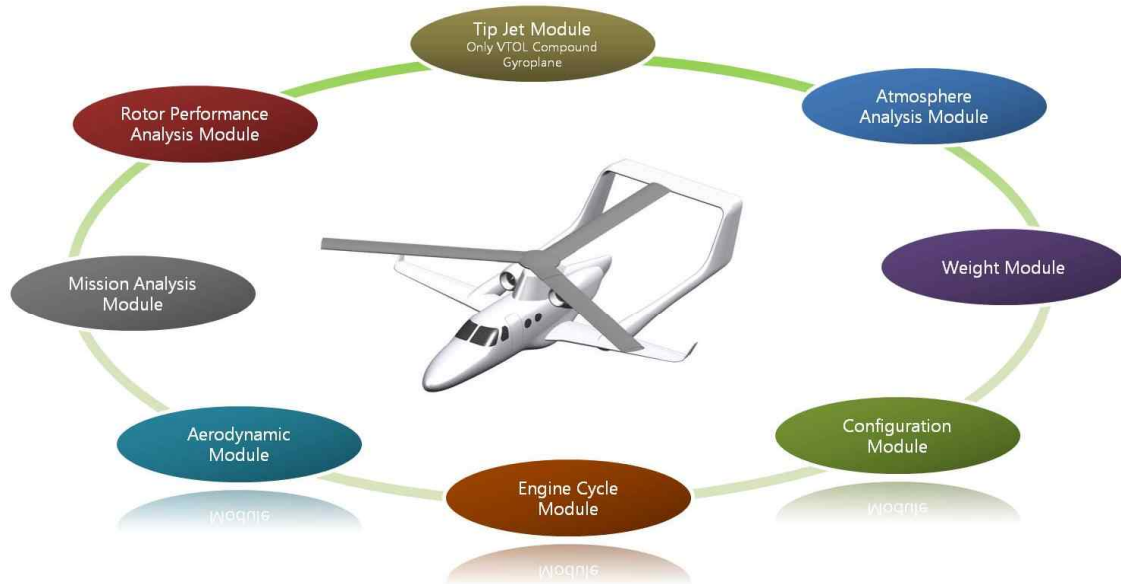 Tip Jet Module
Only VTOL Compound
Gyroplane
Atmosphere
Analysis Module
Rotor Performance
Analysis Module
Weight Module
Mission Analysis
Module
Configuration
Module
Aerodynamic
Module
Engine Cycle
Module